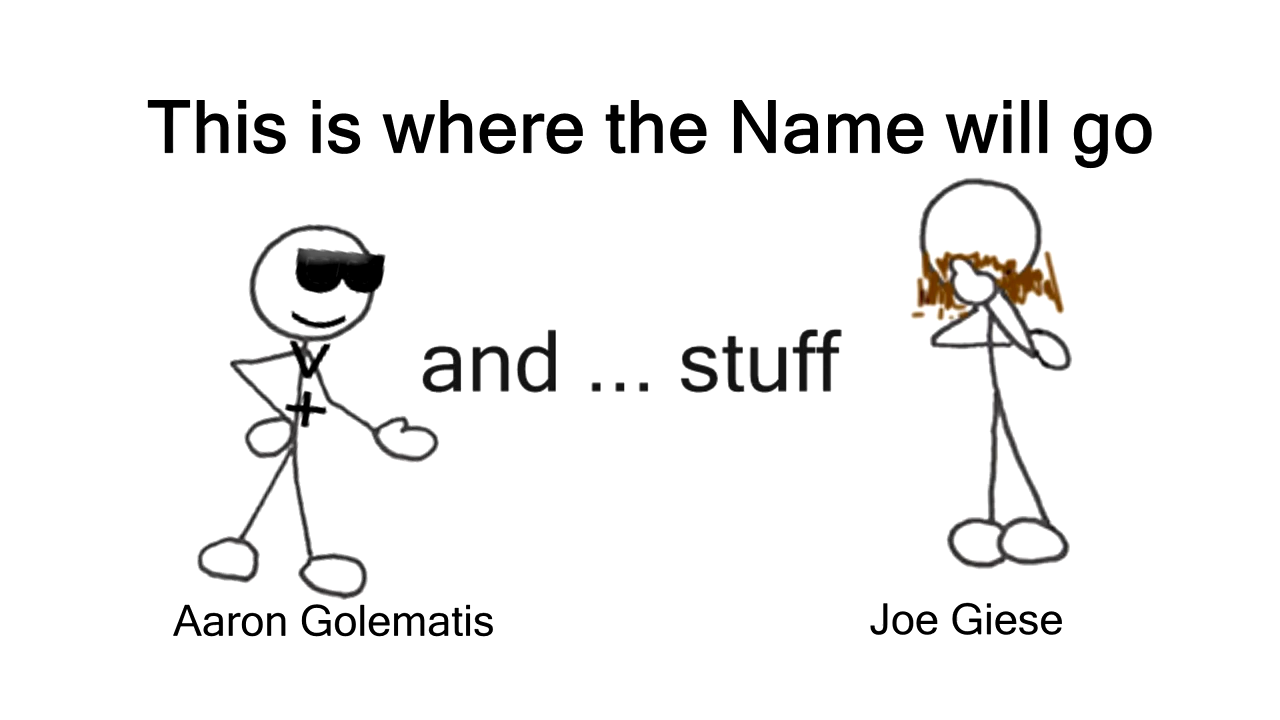 This is where the Name will go
and ... stuff
Aaron Golematis
Joe Giese